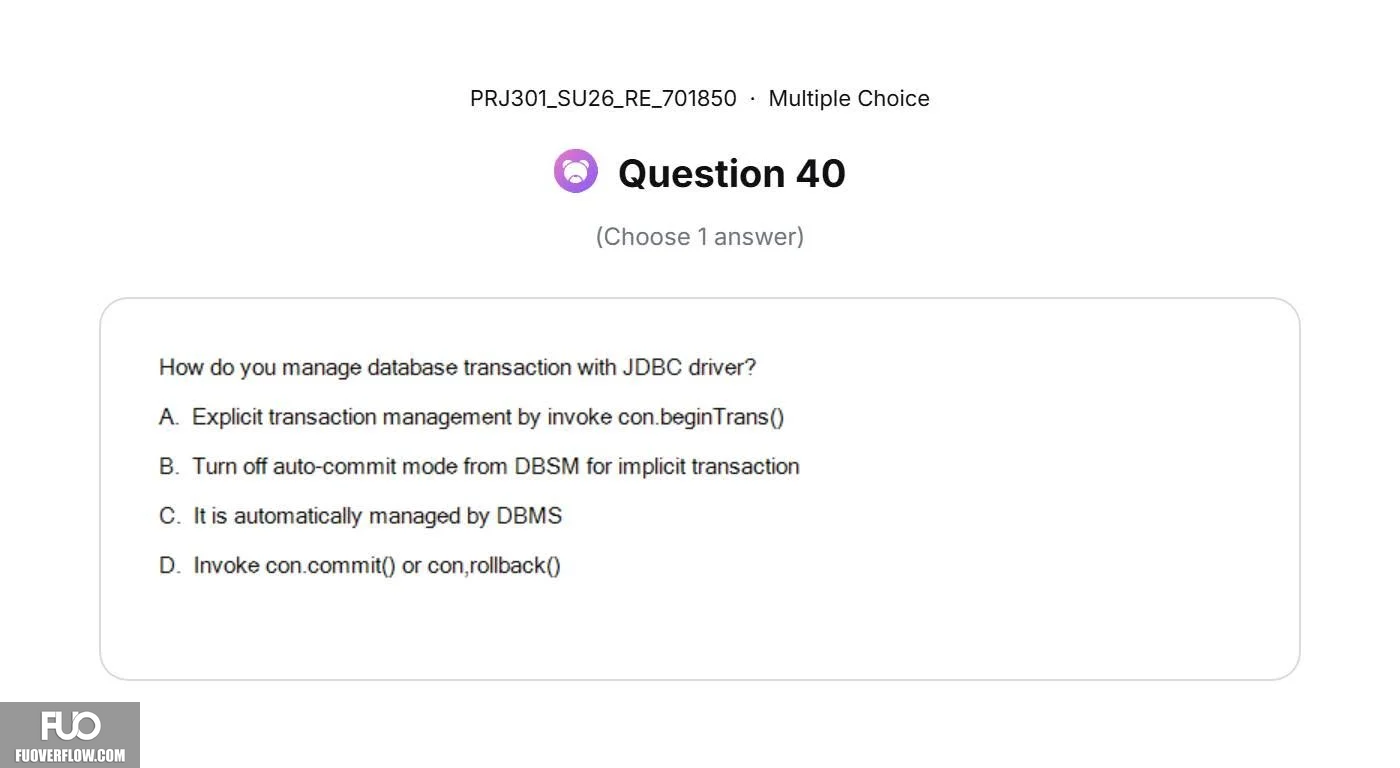 PRJ301_SU26_RE_701850 · Multiple Choice
Question 40
(Choose 1 answer)
How do you manage database transaction with JDBC driver?
A. Explicit transaction management by invoke con.beginTrans()
B. Turn off auto-commit mode from DBSM for implicit transaction
C. It is automatically managed by DBMS
D. Invoke con.commit() or con,rollback()
FUO
FUOVERFLOW.COM